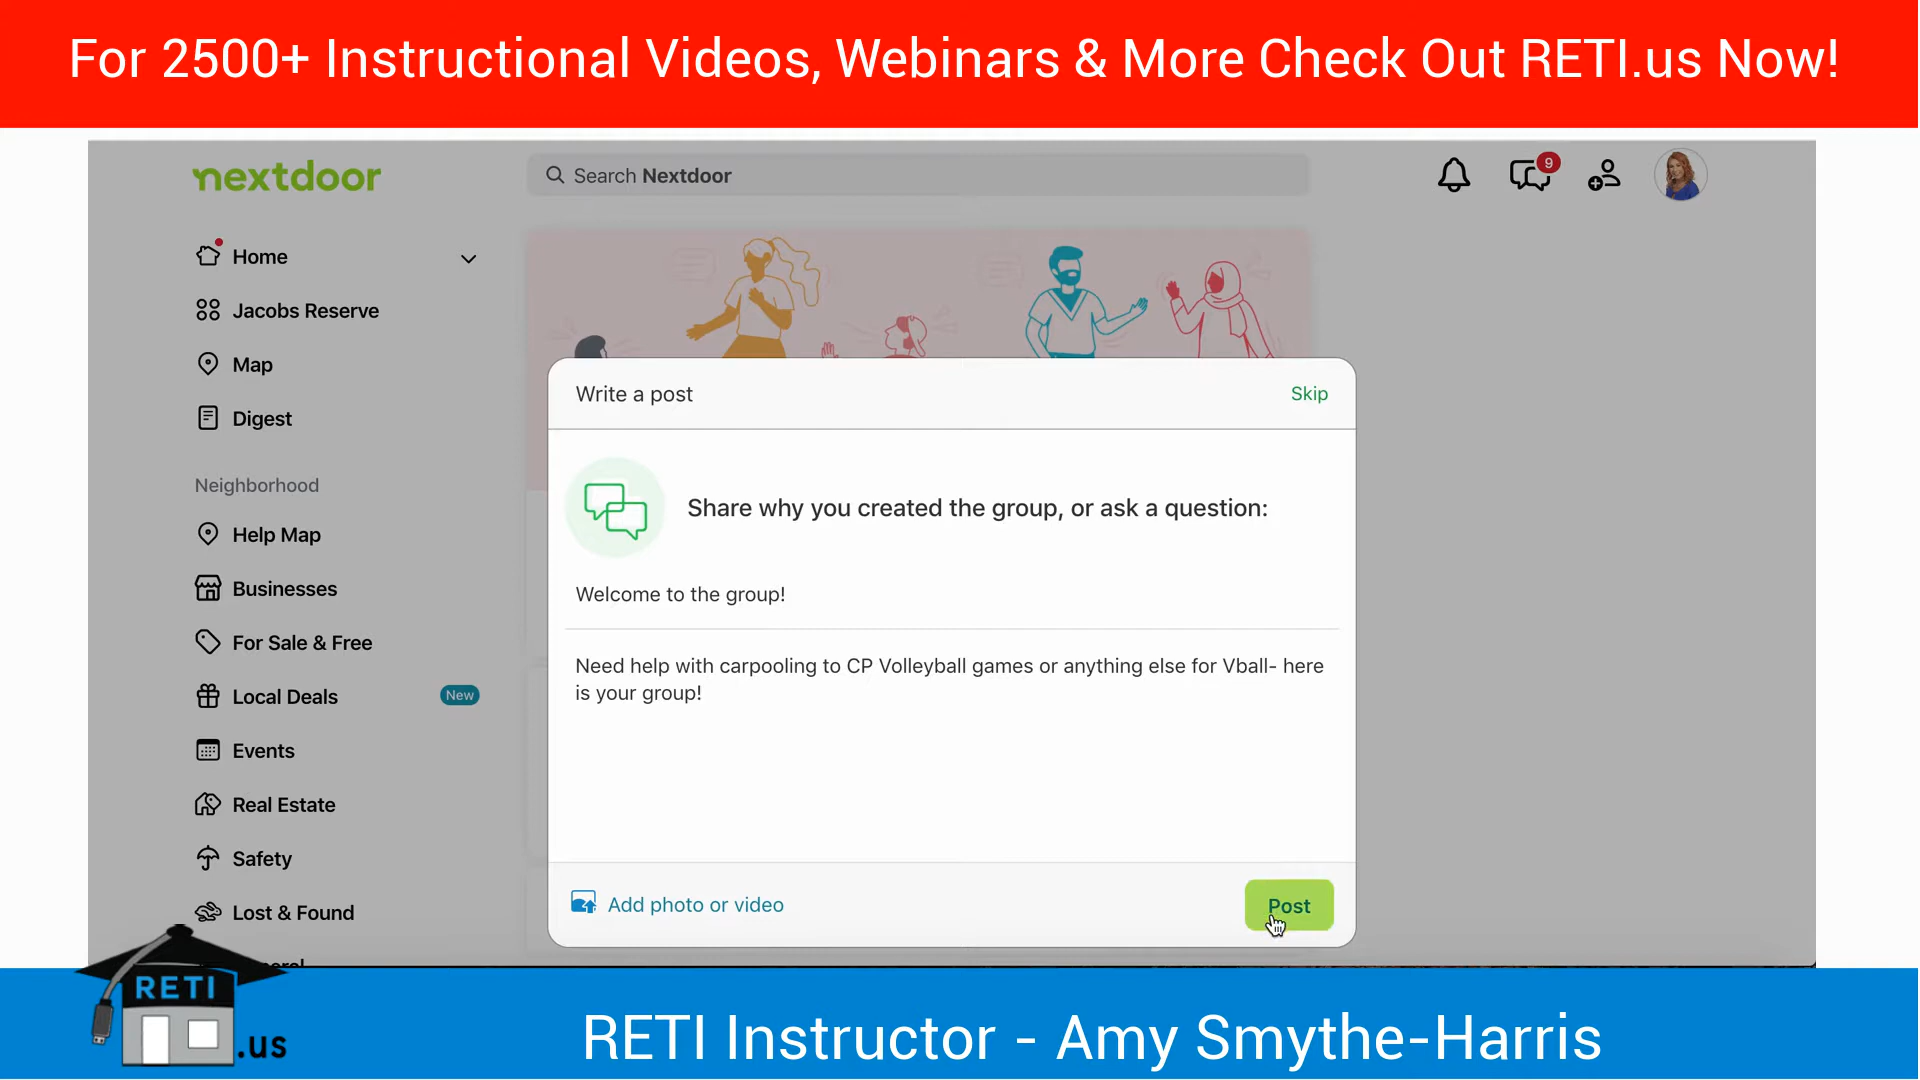 For 2500+ Instructional Videos, Webinars & More Check Out RETI.us Now!
nextdoor
Search Nextdoor
9
Home
Jacobs Reserve
Map
Digest
Neighborhood
Help Map
Businesses
For Sale & Free
Local Deals
New
Events
Real Estate
Safety
Lost & Found
Write a post
Skip
Share why you created the group, or ask a question:
Welcome to the group!
Need help with carpooling to CP Volleyball games or anything else for Vball- here
is your group!
Add photo or video
Post
RETI
.us
RETI Instructor - Amy Smythe-Harris